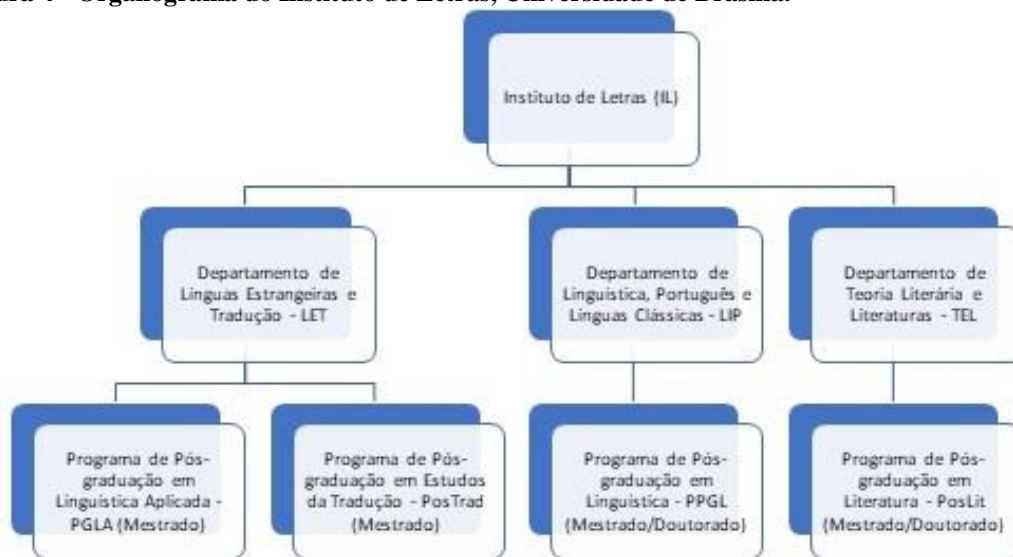 Organograma do Instituto de Letras, Universidade de Brasília.
Instituto de Letras (IL)
Departamento de
Línguas Estrangeiras e
Tradução - LET
Departamento de
Linguística, Português e
Línguas Clássicas - LIP
Departamento de
Teoria Literária e
Literaturas - TEL
Programa de Pós-
graduação em
Linguística Aplicada -
PGLA (Mestrado)
Programa de Pós-
graduação em Estudos
da Tradução - PosTrad
(Mestrado)
Programa de Pós-
graduação em
Linguística - PPGL
(Mestrado/Doutorado)
Programa de Pós-
graduação em
Literatura - PosLit
(Mestrado/Doutorado)